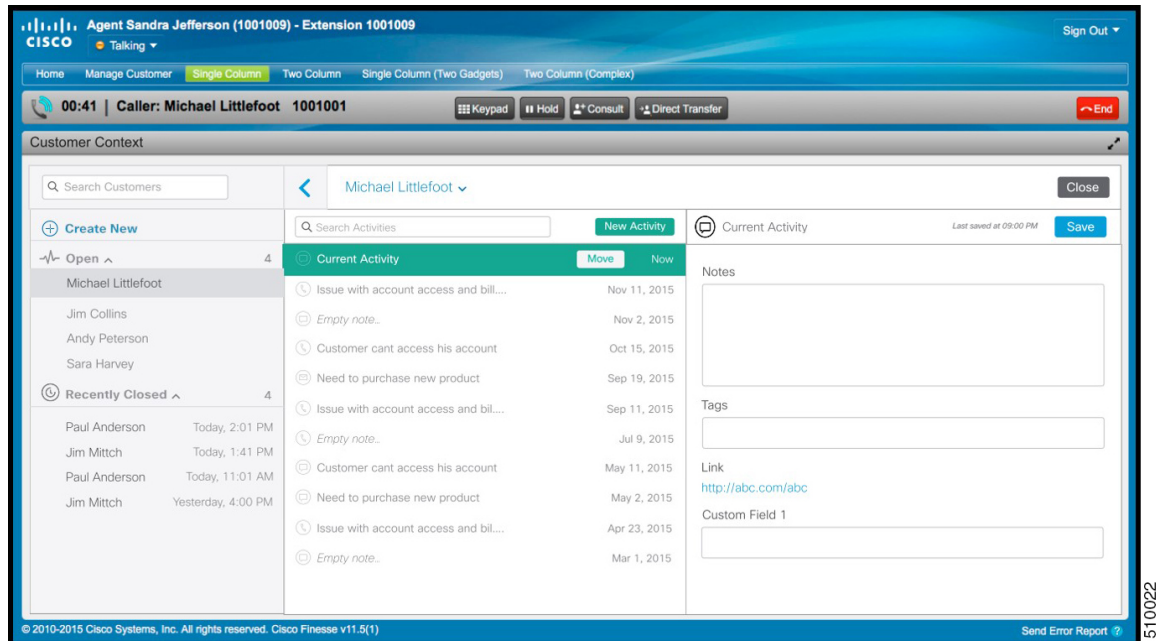 Agent Sandra Jefferson (1001009) - Extension 1001009
CISCO
Talking
Sign Out
Home Manage Customer Single Column Two Column Single Column (Two Gadgets) Two Column (Complex)
00:41 | Caller: Michael Littlefoot 1001001
Keypad
Hold
Consult
Direct Transfer
End
Customer Context
Search Customers
Michael Littlefoot
Close
Create New
Open 4
Michael Littlefoot
Jim Collins
Andy Peterson
Sara Harvey
Recently Closed 4
Paul Anderson Today, 2:01 PM
Jim Mittch Today, 1:41 PM
Paul Anderson Today, 11:01 AM
Jim Mittch Yesterday, 4:00 PM
Search Activities
New Activity
Current Activity Move Now
Issue with account access and bill.... Nov 11, 2015
Empty note.. Nov 2, 2015
Customer cant access his account Oct 15, 2015
Need to purchase new product Sep 19, 2015
Issue with account access and bil.... Sep 11, 2015
Empty note.. Jul 9, 2015
Customer cant access his account May 11, 2015
Need to purchase new product May 2, 2015
Issue with account access and bil.... Apr 23, 2015
Empty note.. Mar 1, 2015
Current Activity
Last saved at 09:00 PM
Save
Notes
Tags
Link
http://abc.com/abc
Custom Field 1
© 2010-2015 Cisco Systems, Inc. All rights reserved. Cisco Finesse v11.5(1)
Send Error Report ?
510022